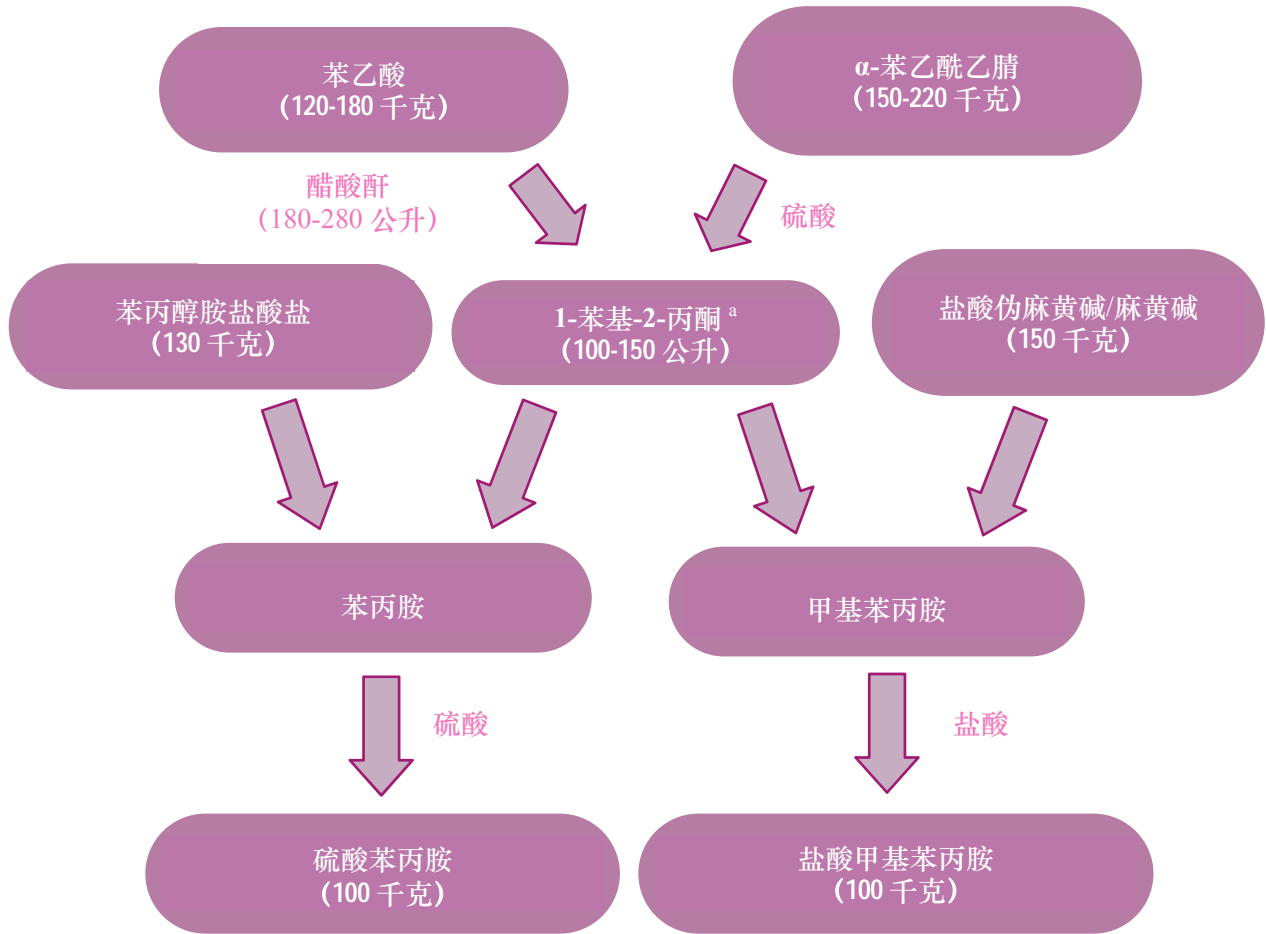 苯乙酸
(120-180 千克)
α-苯乙酰乙腈
(150-220 千克)
醋酸酐
(180-280 公升)
硫酸
苯丙醇胺盐酸盐
(130 千克)
1-苯基-2-丙酮 a
(100-150 公升)
盐酸伪麻黄碱/麻黄碱
(150 千克)
苯丙胺
甲基苯丙胺
硫酸
盐酸
硫酸苯丙胺
(100 千克)
盐酸甲基苯丙胺
(100 千克)